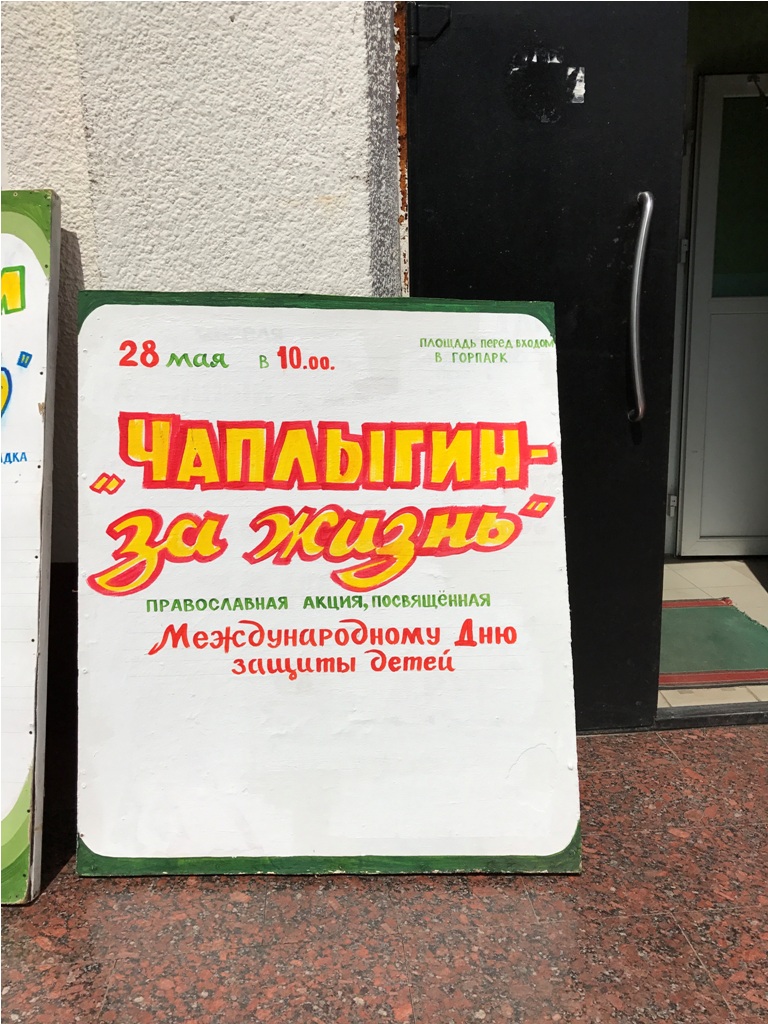 28 мая в 10.00.
ПЛОЩАДЬ ПЕРЕД ВХОДОМ
В ГОРПАРК
„ЧАПЛЫГИН-
за жизнь"
ПРАВОСЛАВНАЯ АКЦИЯ, ПОСВЯЩЁННАЯ
Международному Дню
защиты детей